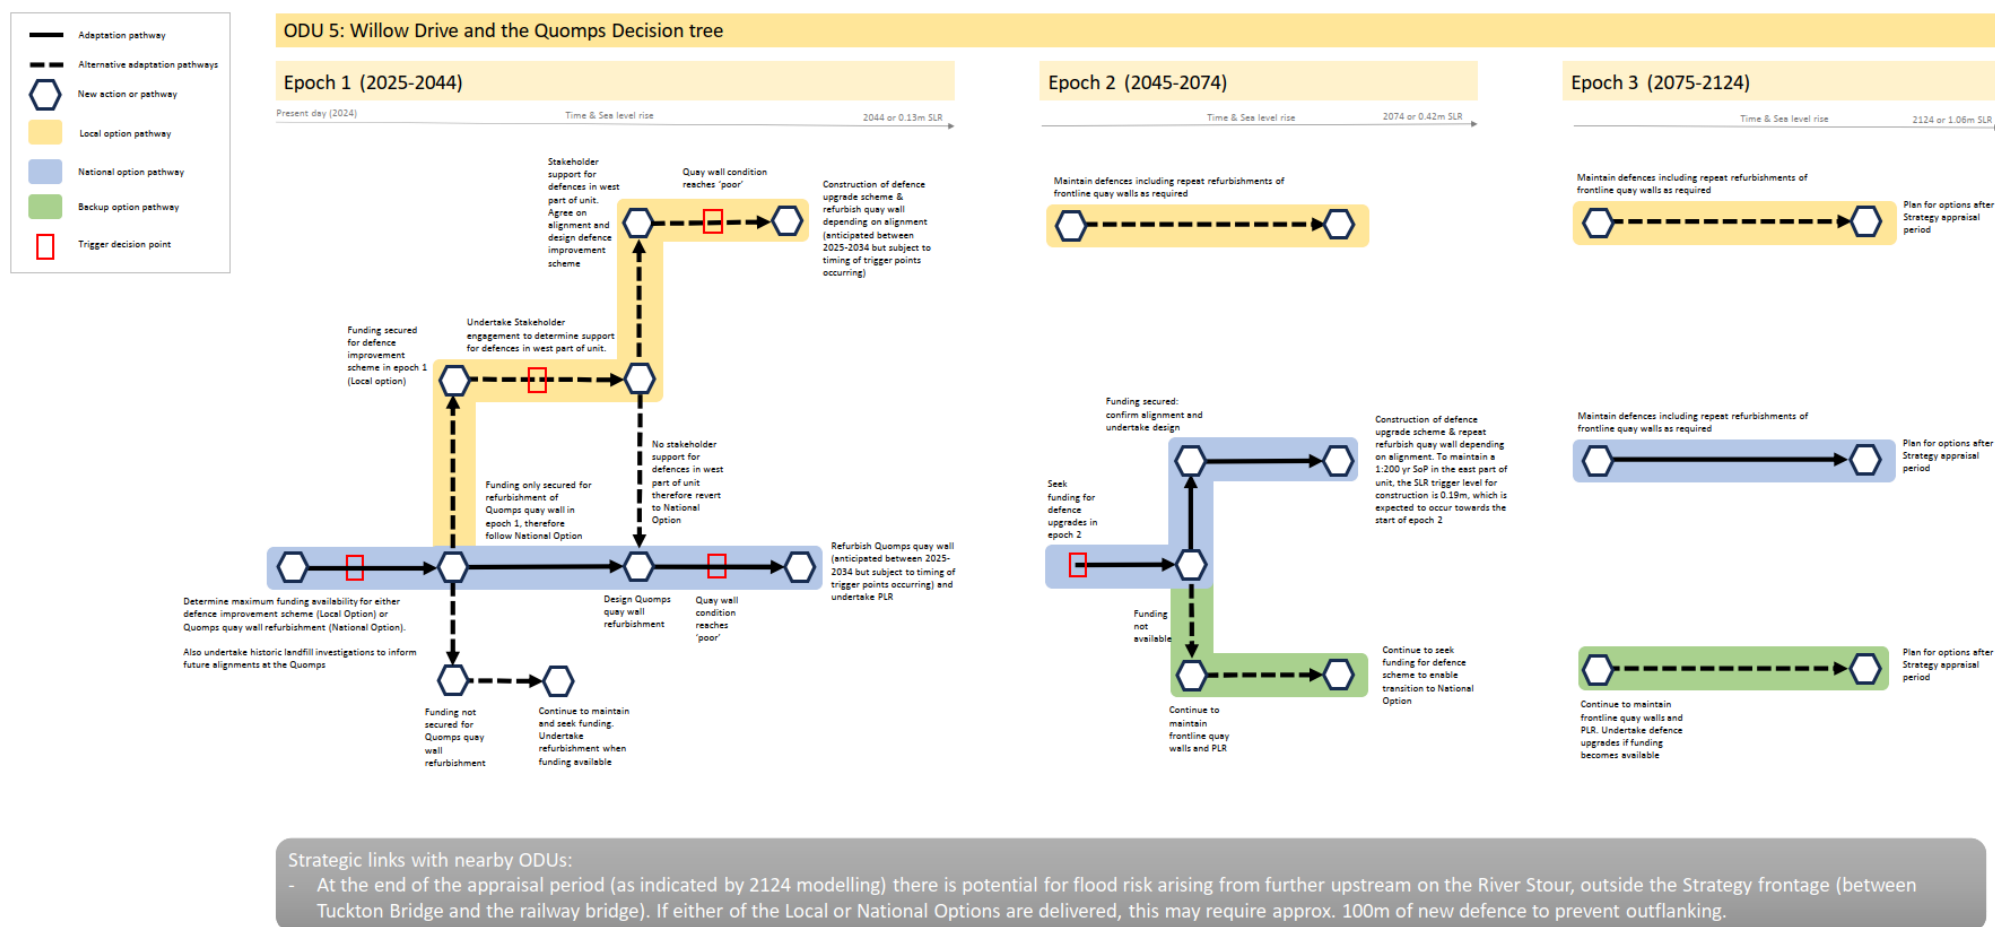 Adaptation pathway
Alternative adaptation pathways
New action or pathway
Local option pathway
National option pathway
Backup option pathway
Trigger decision point
ODU 5: Willow Drive and the Quomps Decision tree
Epoch 1 (2025-2044)
Present day (2024)
Time & Sea level rise
2044 or 0.13m SLR
Stakeholder
support for
defences in west
part of unit.
Agree on
alignment and
design defence
improvement
scheme
Quay wall condition
reaches ‘poor’
Construction of defence
upgrade scheme &
refurbish quay wall
depending on alignment
(anticipated between
2025-2034 but subject to
timing of trigger points
occurring)
Funding secured
for defence
improvement
scheme in epoch 1
(Local option)
Undertake Stakeholder
engagement to determine support
for defences in west part of unit.
No stakeholder
support for
defences in west
part of unit
therefore revert
to National
Option
Funding only secured for
refurbishment of
Quomps quay wall in
epoch 1, therefore
follow National Option
Refurbish Quomps quay wall
(anticipated between 2025-
2034 but subject to timing of
trigger points occurring) and
undertake PLR
Determine maximum funding availability for either
defence improvement scheme (Local Option) or
Quomps quay wall refurbishment (National Option).
Also undertake historic landfill investigations to inform
future alignments at the Quomps
Design Quomps
quay wall
refurbishment
Quay wall
condition
reaches
‘poor’
Funding not
secured for
Quomps quay
wall
refurbishment
Continue to maintain
and seek funding.
Undertake
refurbishment when
funding available
Epoch 2 (2045-2074)
Time & Sea level rise
2074 or 0.42m SLR
Maintain defences including repeat refurbishments of
frontline quay walls as required
Funding secured:
confirm alignment and
undertake design
Construction of defence
upgrade scheme & repeat
refurbish quay wall depending
on alignment. To maintain a
1:200 yr SoP in the east part of
unit, the SLR trigger level for
construction is 0.19m, which is
expected to occur towards the
start of epoch 2
Seek
funding for
defence
upgrades in
epoch 2
Funding
not
available
Continue to seek
funding for defence
scheme to enable
transition to National
Option
Continue to
maintain
frontline quay
walls and PLR
Epoch 3 (2075-2124)
Time & Sea level rise
2124 or 1.06m SLR
Maintain defences including repeat refurbishments of
frontline quay walls as required
Plan for options after
Strategy appraisal
period
Maintain defences including repeat refurbishments of
frontline quay walls as required
Plan for options after
Strategy appraisal
period
Plan for options after
Strategy appraisal
period
Continue to maintain
frontline quay walls and
PLR. Undertake defence
upgrades if funding
becomes available
Strategic links with nearby ODUs:
- At the end of the appraisal period (as indicated by 2124 modelling) there is potential for flood risk arising from further upstream on the River Stour, outside the Strategy frontage (between
Tuckton Bridge and the railway bridge). If either of the Local or National Options are delivered, this may require approx. 100m of new defence to prevent outflanking.